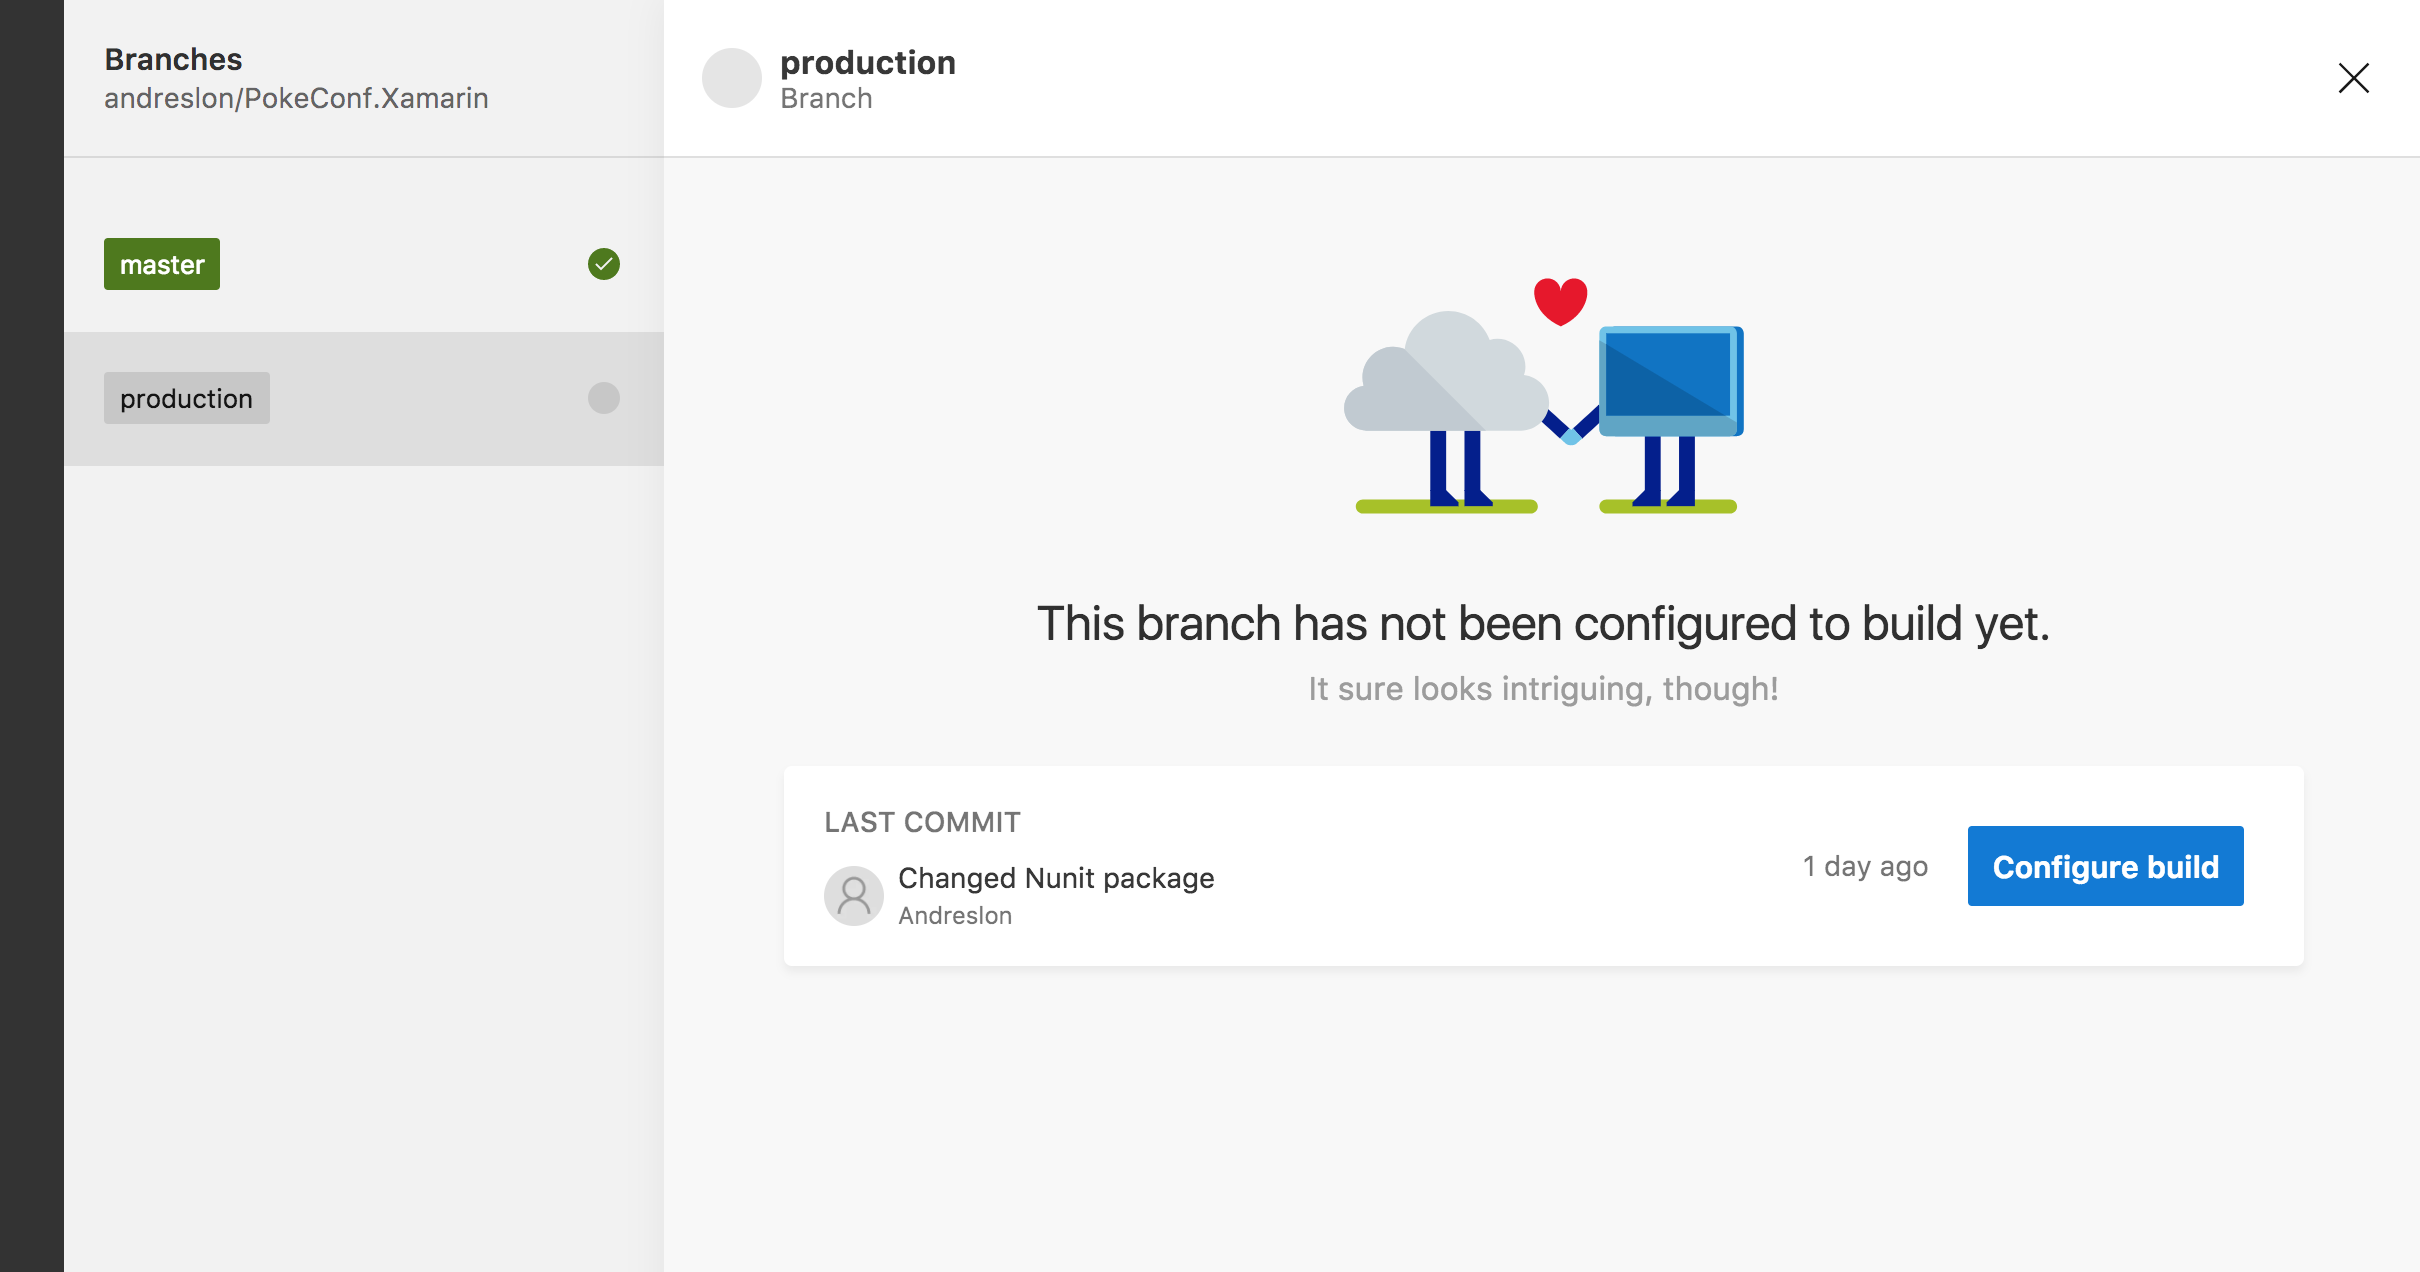 Branches
andreslon/PokeConf.Xamarin
master
production
production
Branch
This branch has not been configured to build yet.
It sure looks intriguing, though!
LAST COMMIT
Changed Nunit package
Andreslon
1 day ago
Configure build